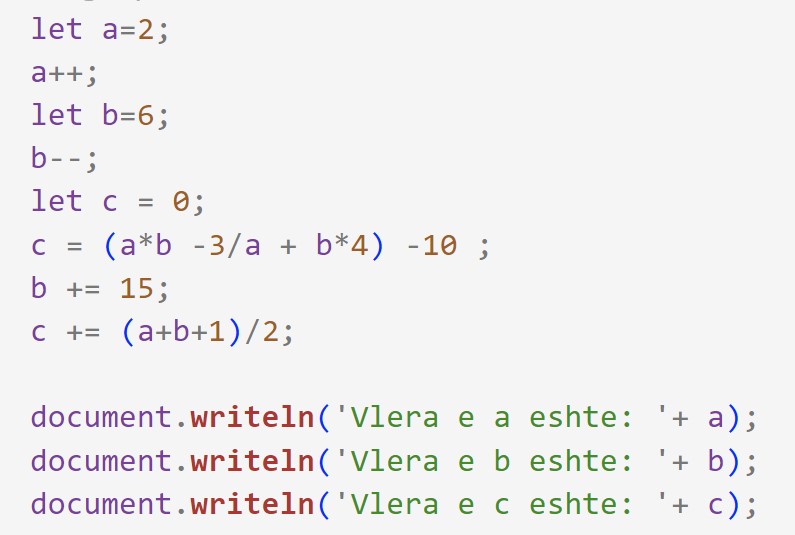 let a=2;
a++;
let b=6;
b--;
let c = 0;
c = (a*b -3/a + b*4) -10 ;
b += 15;
c += (a+b+1)/2;
document.writeln('Vlera e a eshte: '+ a);
document.writeln('Vlera e b eshte: '+ b);
document.writeln('Vlera e c eshte: '+ c);